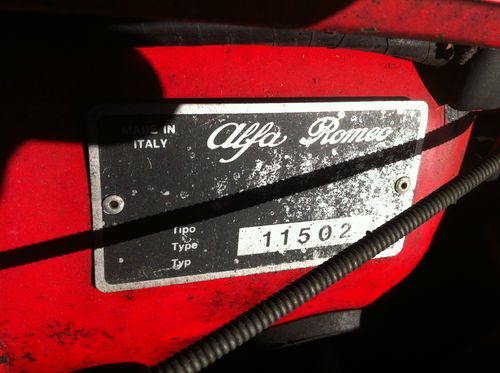 MADE IN
ITALY
Alfa Romeo
Tipo
Type
Typ
11502